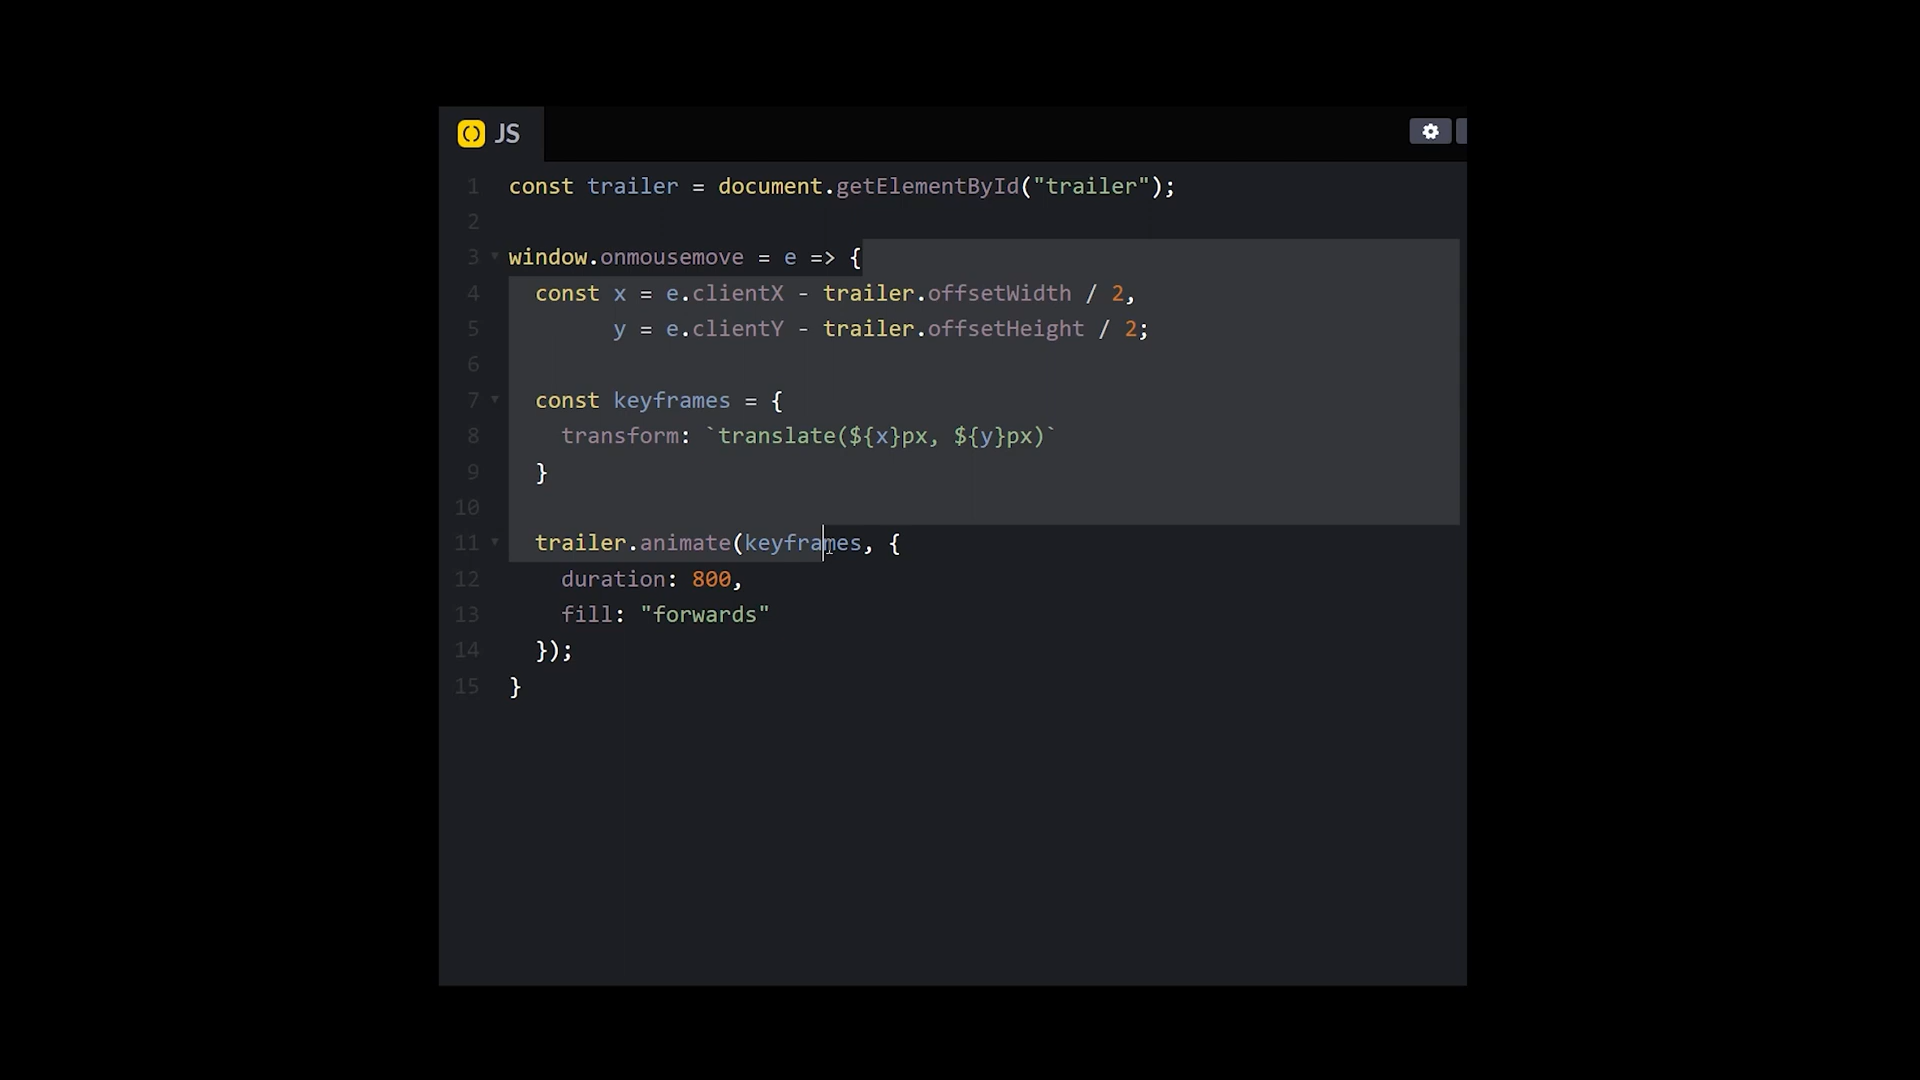 JS
1 const trailer = document.getElementById("trailer");
2
3 window.onmousemove = e => {
4   const x = e.clientX - trailer.offsetWidth / 2,
5         y = e.clientY - trailer.offsetHeight / 2;
6
7   const keyframes = {
8     transform: `translate(${x}px, ${y}px)`
9   }
10
11   trailer.animate(keyframes, {
12     duration: 800,
13     fill: "forwards"
14   });
15 }